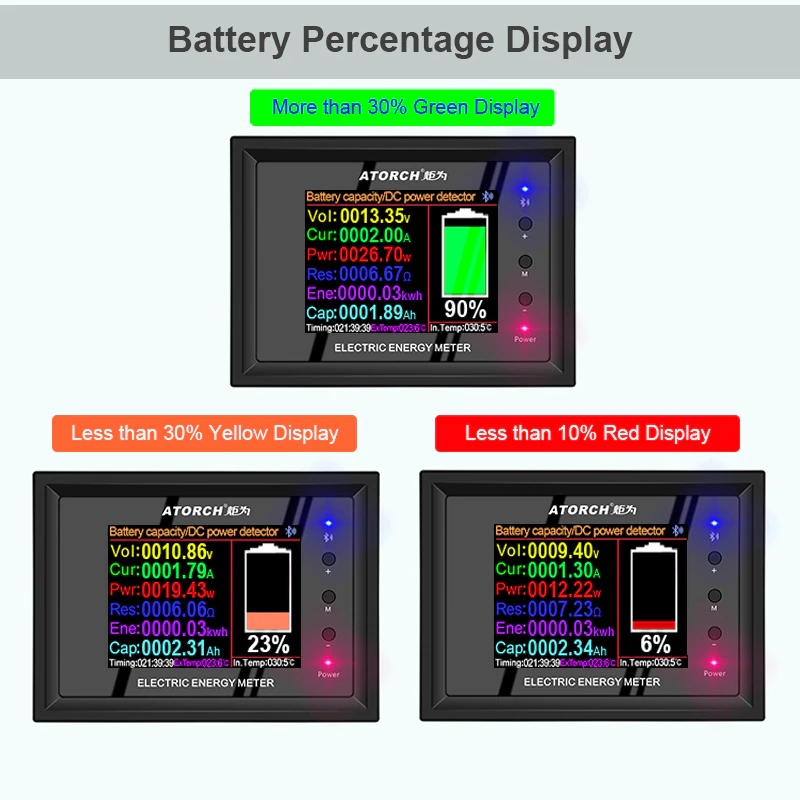 Battery Percentage Display
More than 30% Green Display
ATORCH®炬为
Battery capacity/DC power detector
Vol:0013.35v
Cur:0002.00A
Pwr:0026.70w
Res:0006.67Ω
Ene:0000.03kwh
Cap:0001.89Ah
90%
Timing:021:39:39 ExTemp:023.6°C In.Temp:030.5°C
+
M
-
Power
ELECTRIC ENERGY METER
Less than 30% Yellow Display
ATORCH®炬为
Battery capacity/DC power detector
Vol:0010.86v
Cur:0001.79A
Pwr:0019.43w
Res:0006.06Ω
Ene:0000.03kwh
Cap:0002.31Ah
23%
Timing:021:39:39 ExTemp:023.6°C In.Temp:030.5°C
+
M
-
Power
ELECTRIC ENERGY METER
Less than 10% Red Display
ATORCH®炬为
Battery capacity/DC power detector
Vol:0009.40v
Cur:0001.30A
Pwr:0012.22w
Res:0007.23Ω
Ene:0000.03kwh
Cap:0002.34Ah
6%
Timing:021:39:39 ExTemp:023.6°C In.Temp:030.5°C
+
M
-
Power
ELECTRIC ENERGY METER